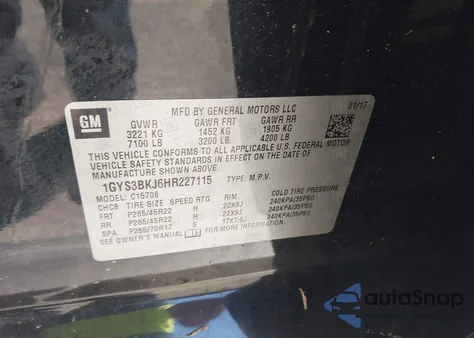 GM
MFD BY GENERAL MOTORS LLC
01/17
GVWR GAWR FRT GAWR RR
3221 KG 1452 KG 1905 KG
7100 LB 3200 LB 4200 LB
THIS VEHICLE CONFORMS TO ALL APPLICABLE U.S. FEDERAL MOTOR
VEHICLE SAFETY STANDARDS IN EFFECT ON THE DATE OF
MANUFACTURE SHOWN ABOVE.
1GYS3BKJ6HR227115 TYPE: M.P.V.
MODEL: C15706
CHCS TIRE SIZE SPEED RTG RIM COLD TIRE PRESSURE
FRT P285/45R22 H 22X9J 240KPA(35PSI)
RR P285/45R22 H 22X9J 240KPA(35PSI)
SPA P265/70R17 S 17X7.5J 240KPA(35PSI)
SEE OWNER'S MANUAL FOR MORE INFORMATION.
autoSnap